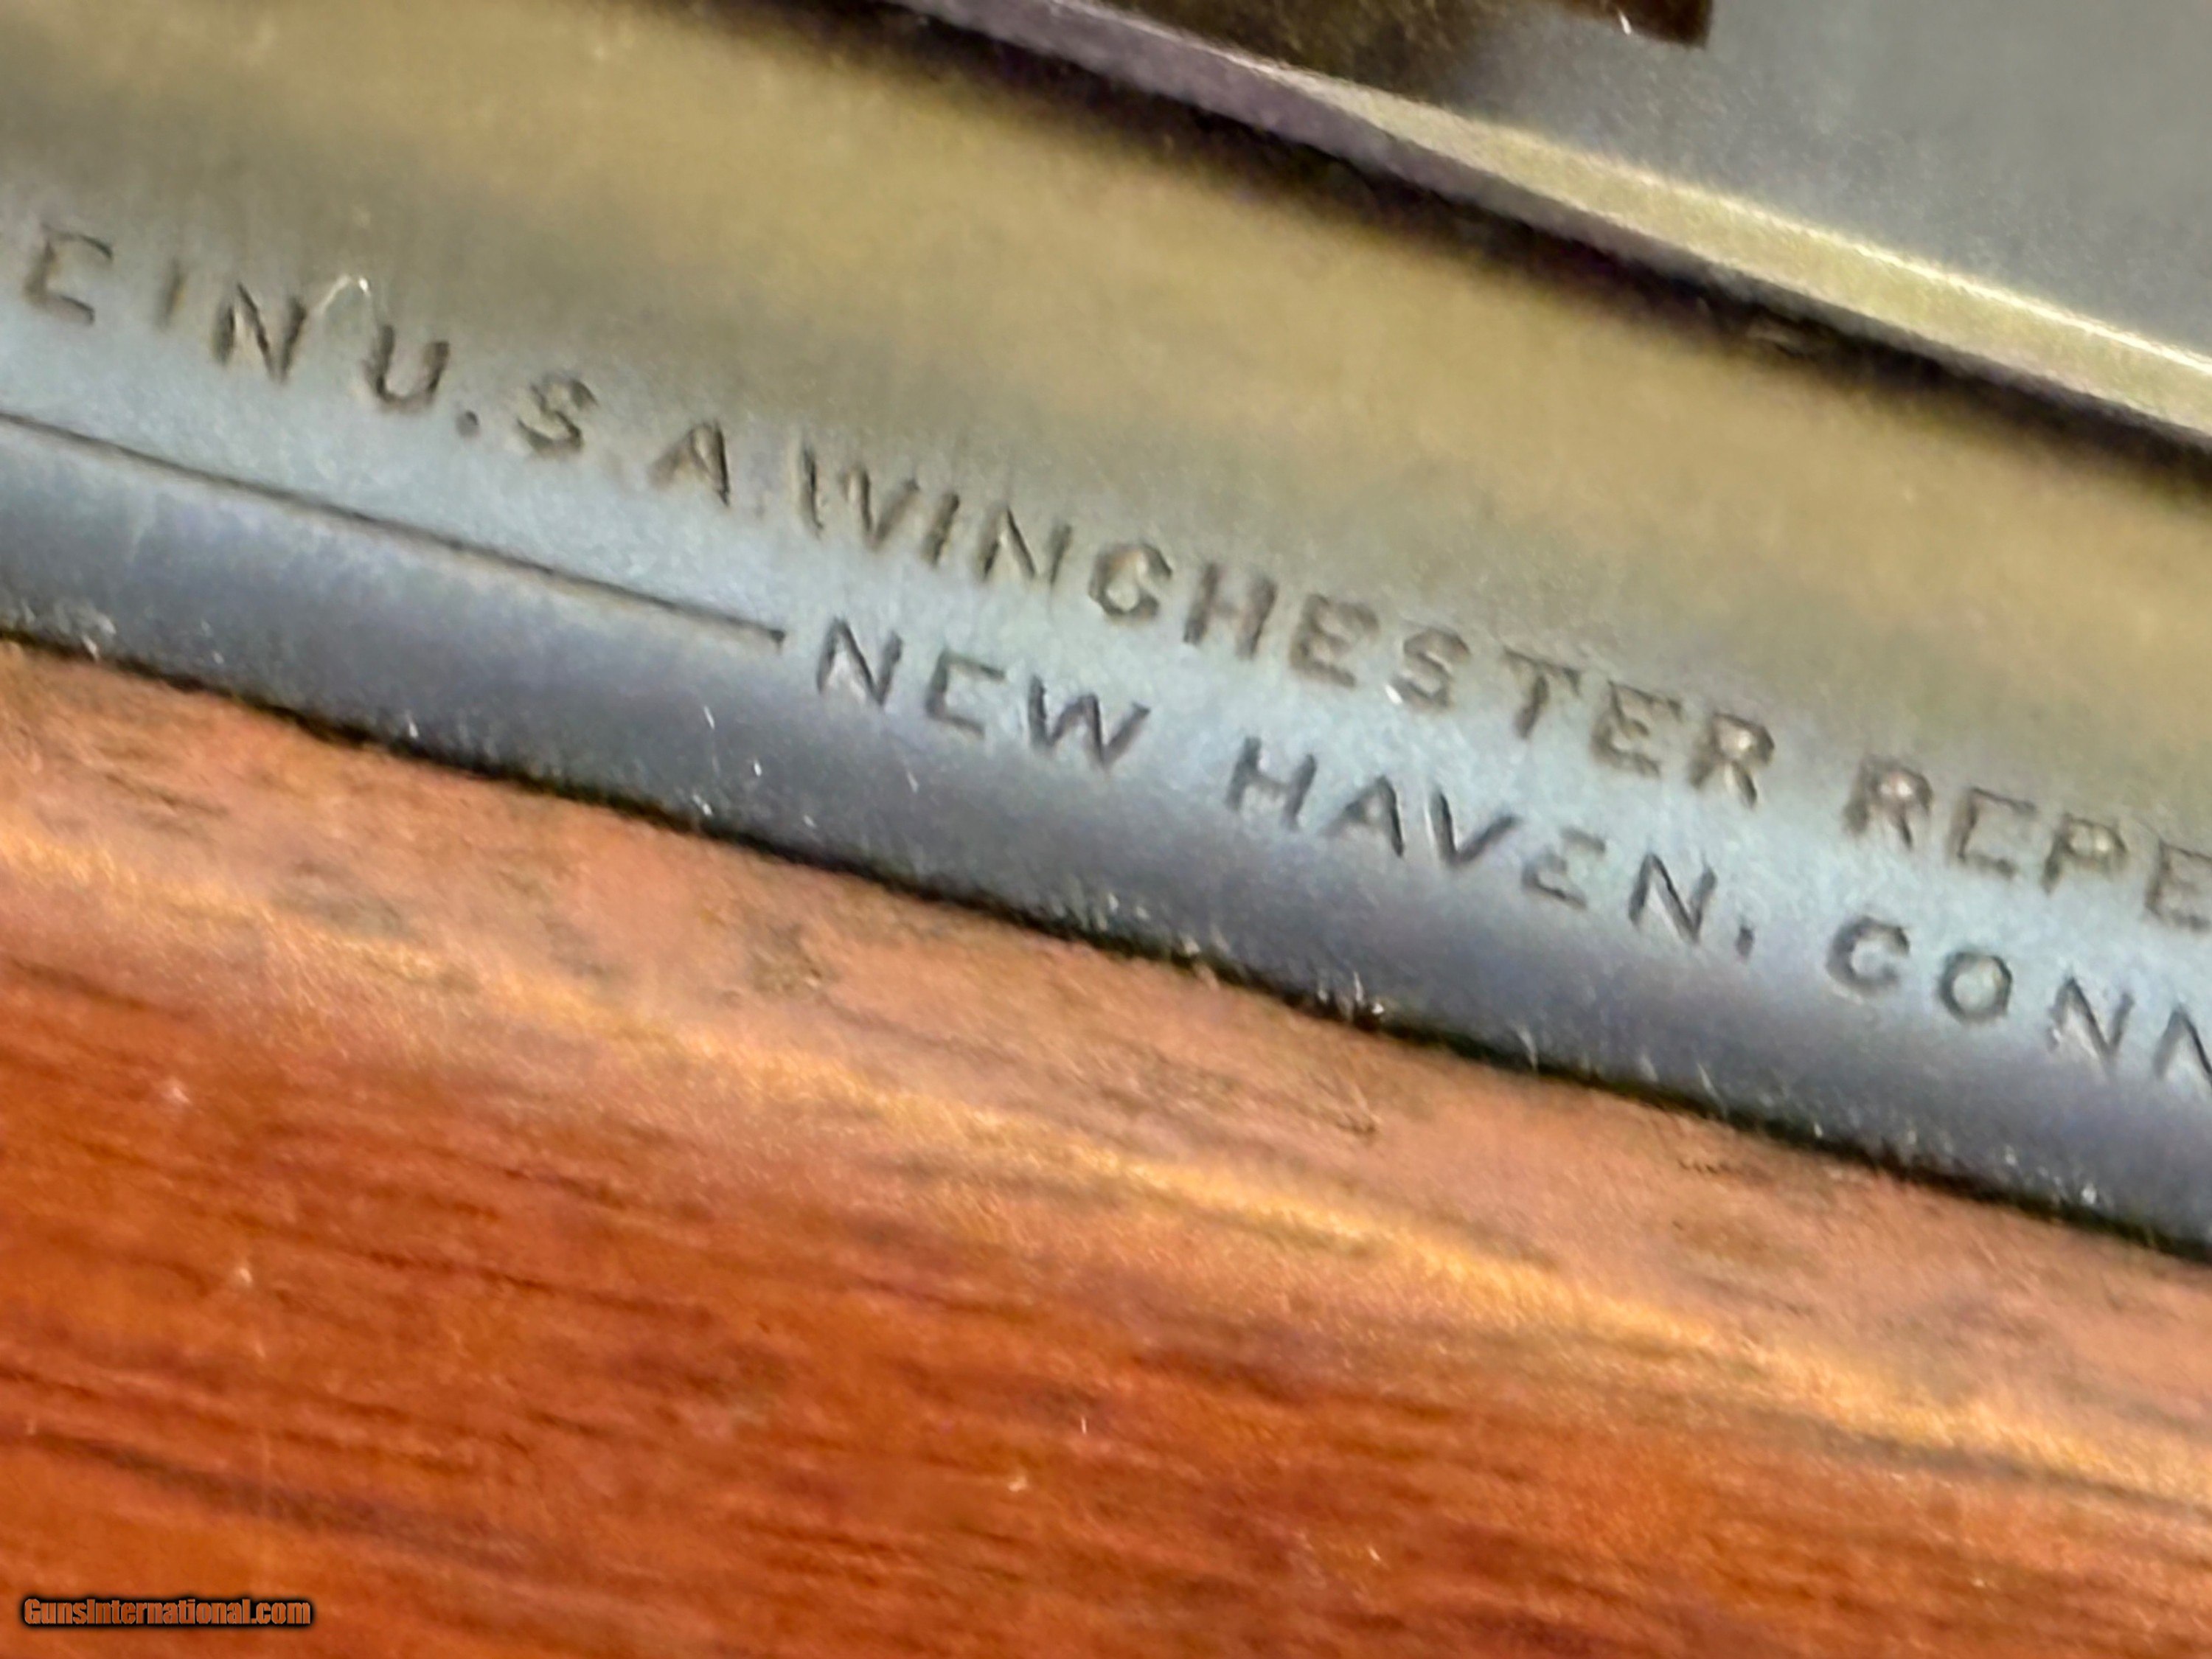 E IN U.S.A. WINCHESTER REPE
NEW HAVEN, CONN
GunsInternational.com